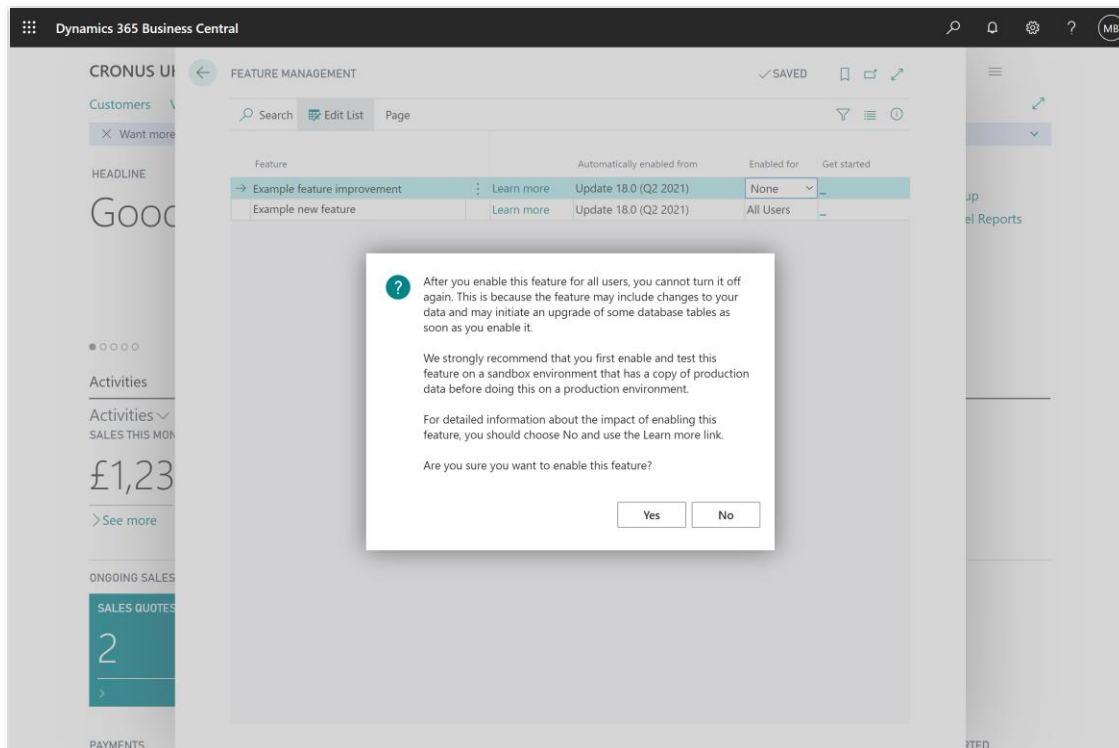 Dynamics 365 Business Central
MB
CRONUS UK
FEATURE MANAGEMENT
SAVED
Customers
Search
Edit List
Page
Want more
Feature
Automatically enabled from
Enabled for
Get started
HEADLINE
Example feature improvement
Learn more
Update 18.0 (Q2 2021)
None
Example new feature
Learn more
Update 18.0 (Q2 2021)
All Users
up
el Reports
Good
After you enable this feature for all users, you cannot turn it off
again. This is because the feature may include changes to your
data and may initiate an upgrade of some database tables as
soon as you enable it.
We strongly recommend that you first enable and test this
feature on a sandbox environment that has a copy of production
data before doing this on a production environment.
For detailed information about the impact of enabling this
feature, you should choose No and use the Learn more link.
Are you sure you want to enable this feature?
Yes
No
Activities
Activities
SALES THIS MON
£1,23
See more
ONGOING SALES
SALES QUOTES
2
PAYMENTS
RTED